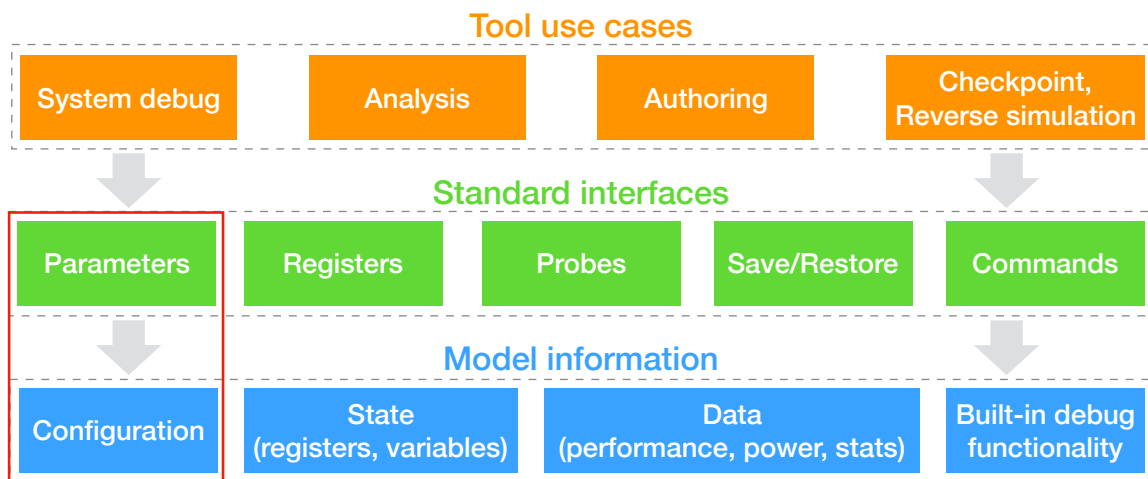 Tool use cases
System debug
Analysis
Authoring
Checkpoint,
Reverse simulation
Standard interfaces
Parameters
Registers
Probes
Save/Restore
Commands
Model information
Configuration
State
(registers, variables)
Data
(performance, power, stats)
Built-in debug
functionality